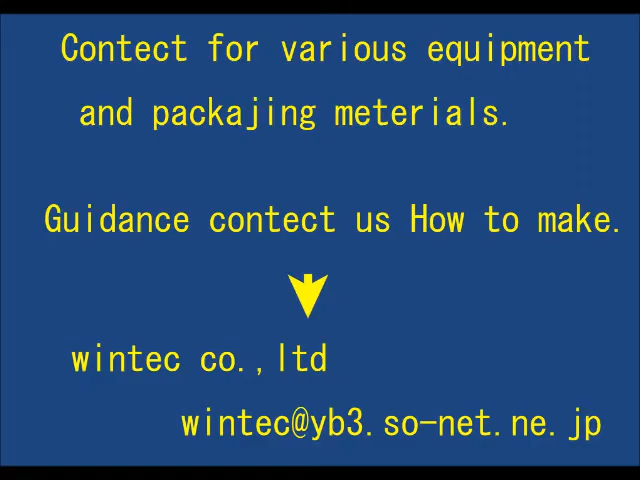 Contect for various equipment
and packajing meterials.
Guidance contect us How to make.
wintec co.,ltd
wintec@yb3.so-net.ne.jp